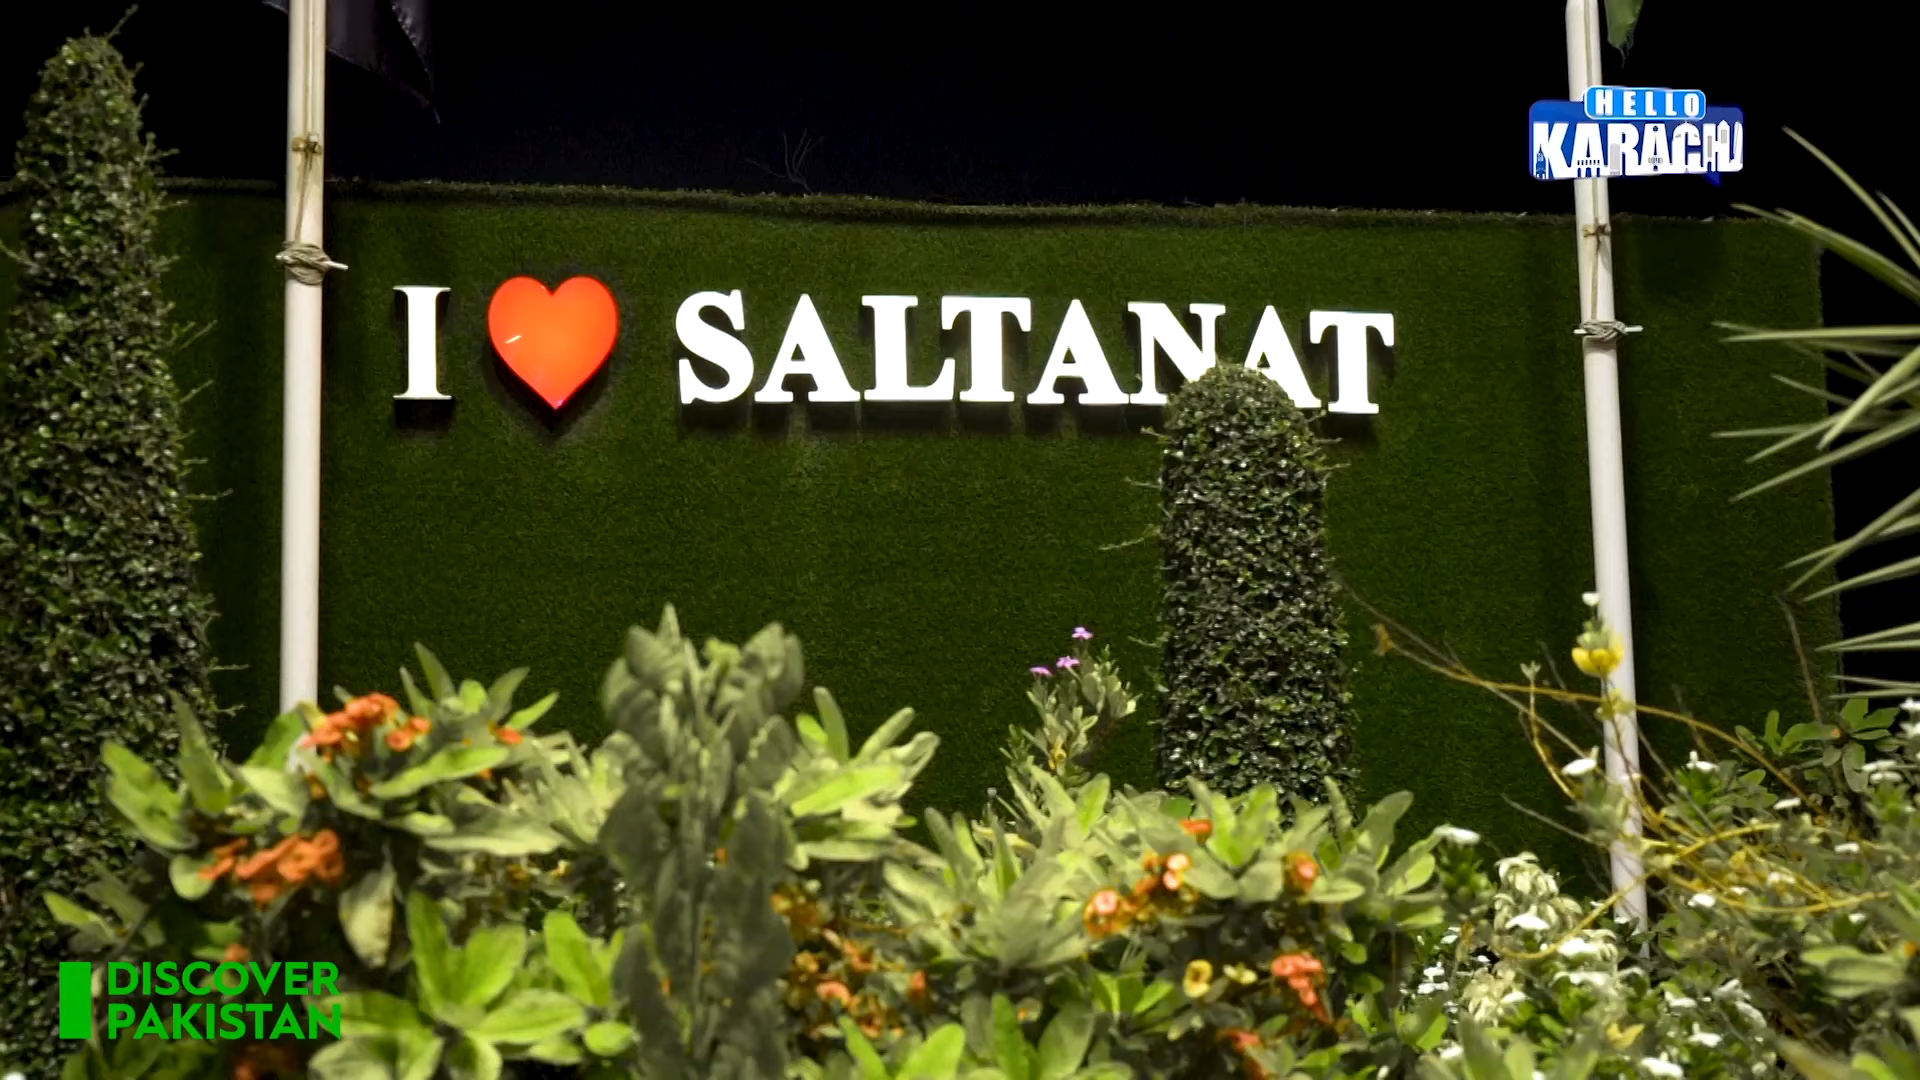 HELLO
KARACHI
I ❤ SALTANAT
DISCOVER
PAKISTAN